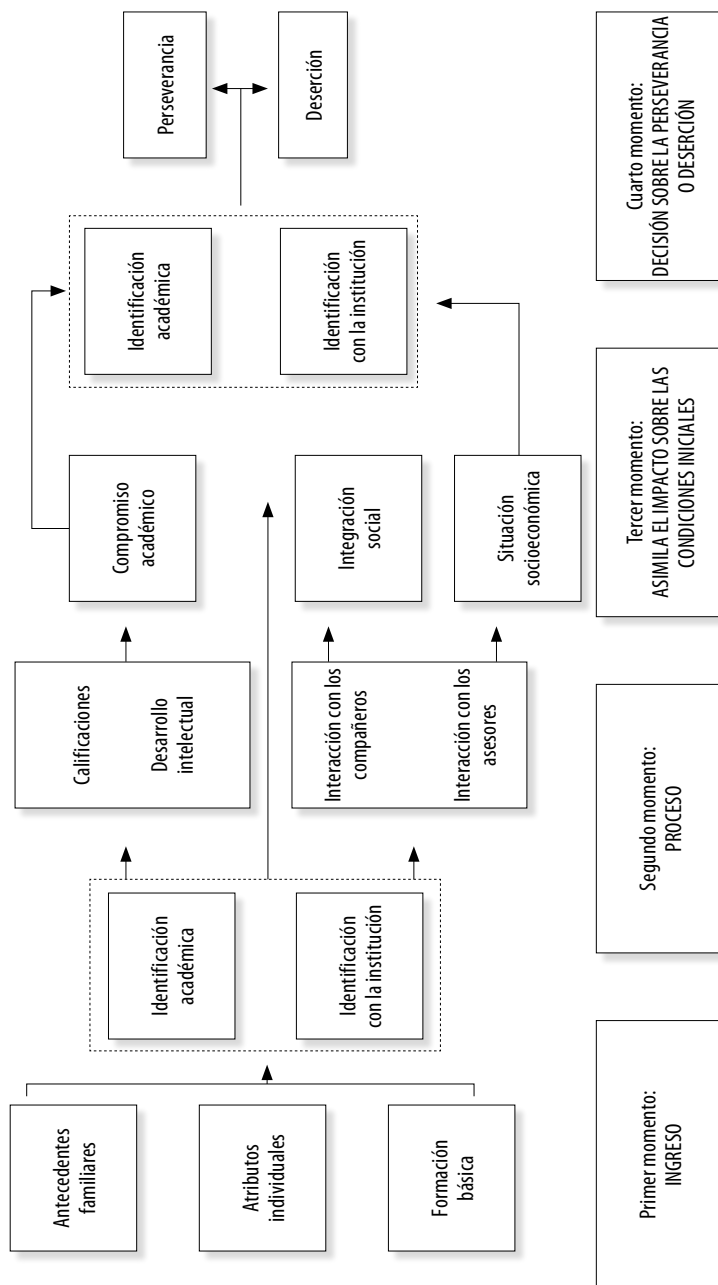 Antecedentes
familiares
Atributos
individuales
Formación
básica
Identificación
académica
Identificación
con la institución
Calificaciones
Desarrollo
intelectual
Interacción con los
compañeros
Interacción con los
asesores
Compromiso
académico
Integración
social
Situación
socioeconómica
Identificación
académica
Identificación
con la institución
Perseverancia
Deserción
Primer momento:
INGRESO
Segundo momento:
PROCESO
Tercer momento:
ASIMILA EL IMPACTO SOBRE LAS
CONDICIONES INICIALES
Cuarto momento:
DECISIÓN SOBRE LA PERSEVERANCIA
O DESERCIÓN